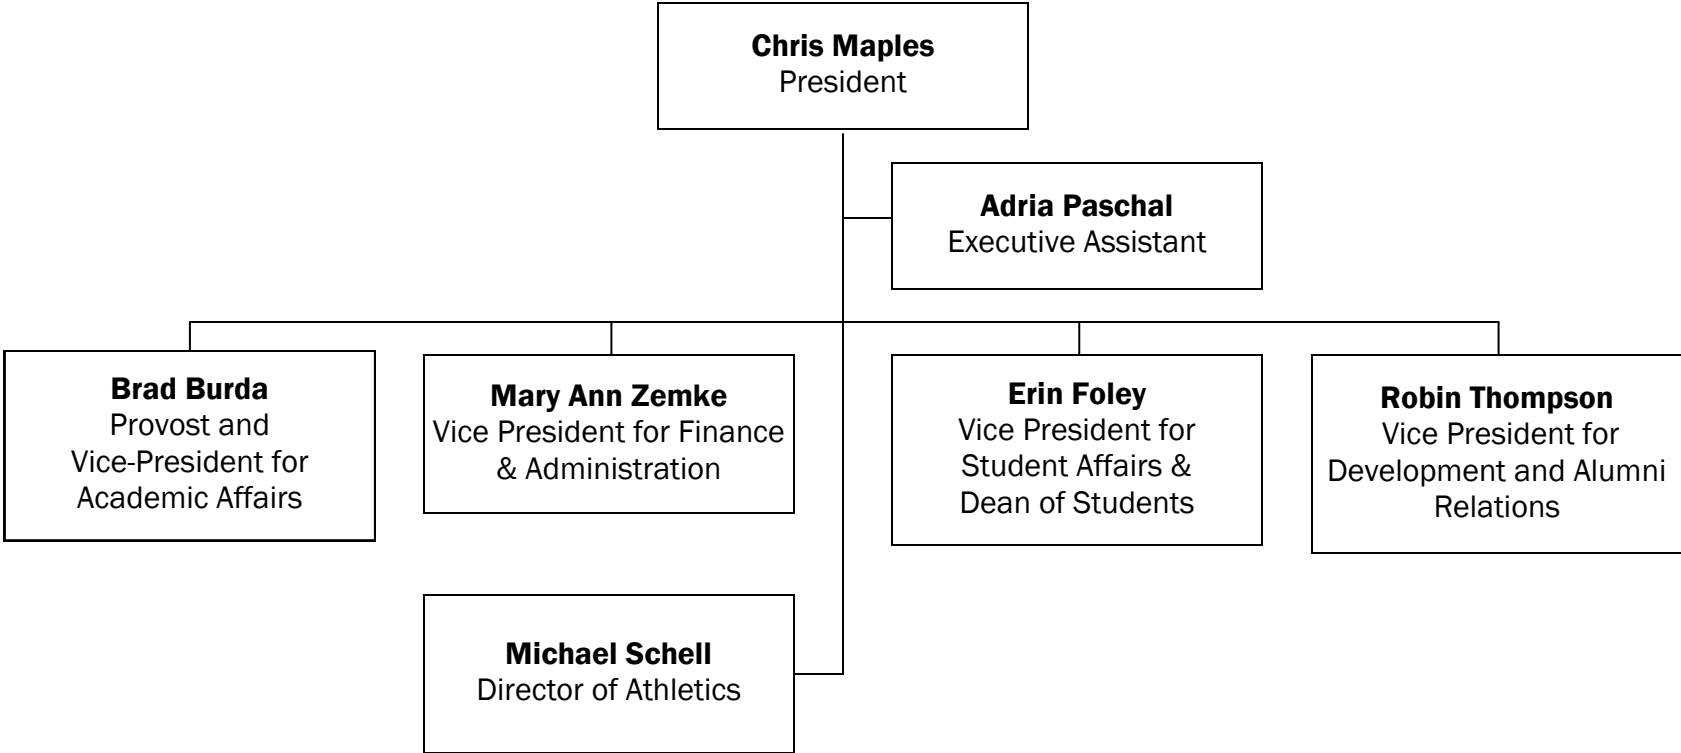 Chris Maples
President
Adria Paschal
Executive Assistant
Brad Burda
Provost and
Vice-President for
Academic Affairs
Mary Ann Zemke
Vice President for Finance
& Administration
Erin Foley
Vice President for
Student Affairs &
Dean of Students
Robin Thompson
Vice President for
Development and Alumni
Relations
Michael Schell
Director of Athletics